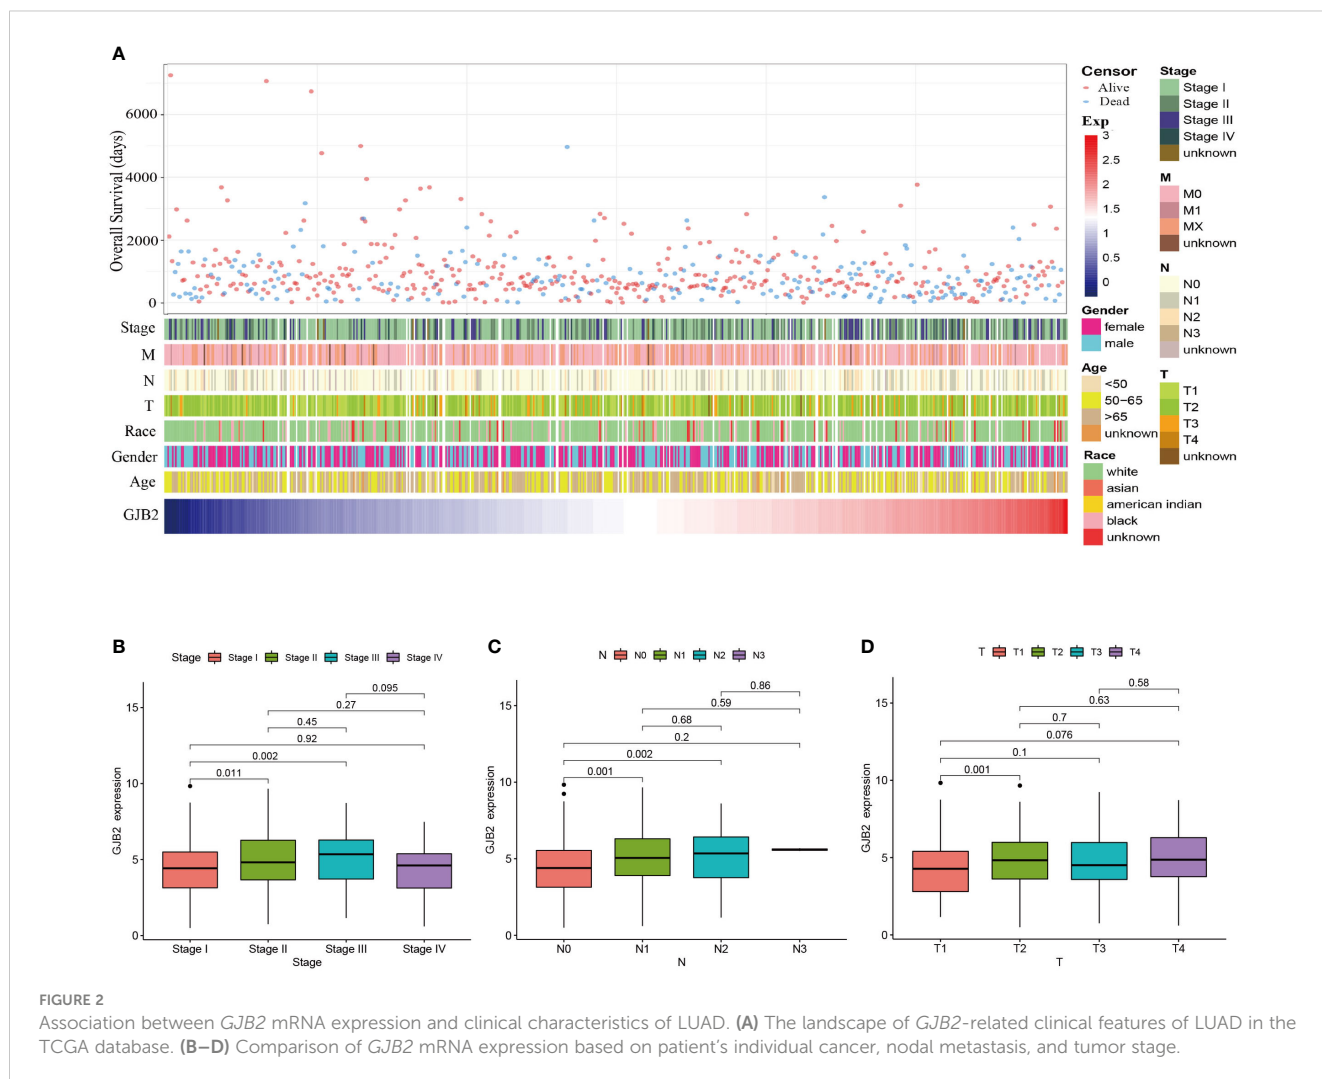 A
Overall Survival (days)
6000
4000
2000
0
Stage
M
N
T
Race
Gender
Age
GJB2
Censor
Alive
Dead
Exp
3
2.5
2
1.5
1
0.5
0
Gender
female
male
Age
<50
50−65
>65
unknown
Race
white
asian
american indian
black
unknown
Stage
Stage I
Stage II
Stage III
Stage IV
unknown
M
M0
M1
MX
unknown
N
N0
N1
N2
N3
unknown
T
T1
T2
T3
T4
unknown
B
Stage Stage I Stage II Stage III Stage IV
GJB2 expression
15
10
5
0
0.095
0.27
0.45
0.92
0.002
0.011
Stage I Stage II Stage III Stage IV
Stage
C
N N0 N1 N2 N3
GJB2 expression
15
10
5
0
0.86
0.59
0.68
0.2
0.002
0.001
N0 N1 N2 N3
N
D
T T1 T2 T3 T4
GJB2 expression
15
10
5
0
0.58
0.63
0.7
0.076
0.1
0.001
T1 T2 T3 T4
T
FIGURE 2
Association between GJB2 mRNA expression and clinical characteristics of LUAD. (A) The landscape of GJB2-related clinical features of LUAD in the
TCGA database. (B–D) Comparison of GJB2 mRNA expression based on patient's individual cancer, nodal metastasis, and tumor stage.